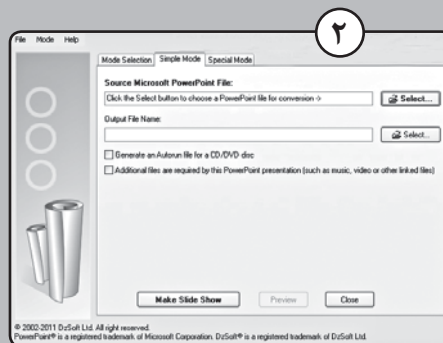 ٢
File Mode Help
Mode Selection Simple Mode Special Mode
Source Microsoft PowerPoint File:
Click the Select button to choose a PowerPoint file for conversion ->
Select...
Output File Name:
Select...
Generate an Autorun file for a CD/DVD disc
Additional files are required by this PowerPoint presentation (such as music, video or other linked files)
Make Slide Show Preview Close
© 2002-2011 DzSoft Ltd. All right reserved.
PowerPoint® is a registered trademark of Microsoft Corporation. DzSoft® is a registered trademark of DzSoft Ltd.